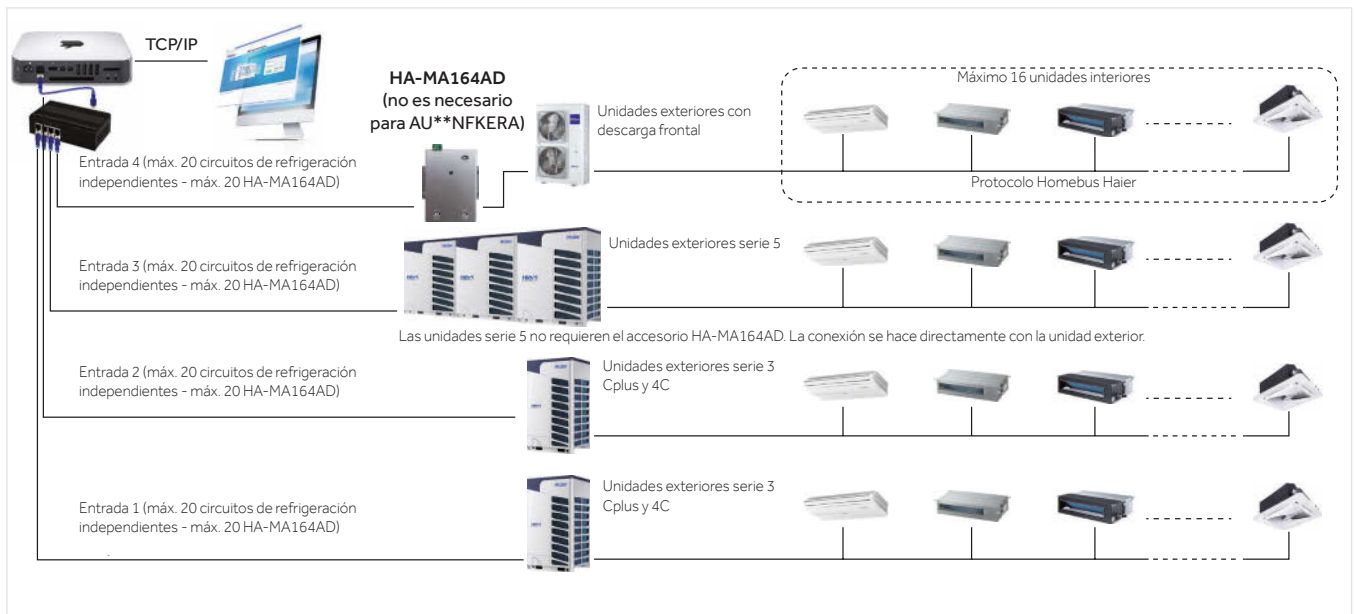 TCP/IP
HA-MA164AD
(no es necesario
para AU**NFKERA)
Unidades exteriores con
descarga frontal
Máximo 16 unidades interiores
Protocolo Homebus Haier
Entrada 4 (máx. 20 circuitos de refrigeración
independientes - máx. 20 HA-MA164AD)
Unidades exteriores serie 5
Entrada 3 (máx. 20 circuitos de refrigeración
independientes - máx. 20 HA-MA164AD)
Las unidades serie 5 no requieren el accesorio HA-MA164AD. La conexión se hace directamente con la unidad exterior.
Entrada 2 (máx. 20 circuitos de refrigeración
independientes - máx. 20 HA-MA164AD)
Unidades exteriores serie 3
Cplus y 4C
Entrada 1 (máx. 20 circuitos de refrigeración
independientes - máx. 20 HA-MA164AD)
Unidades exteriores serie 3
Cplus y 4C